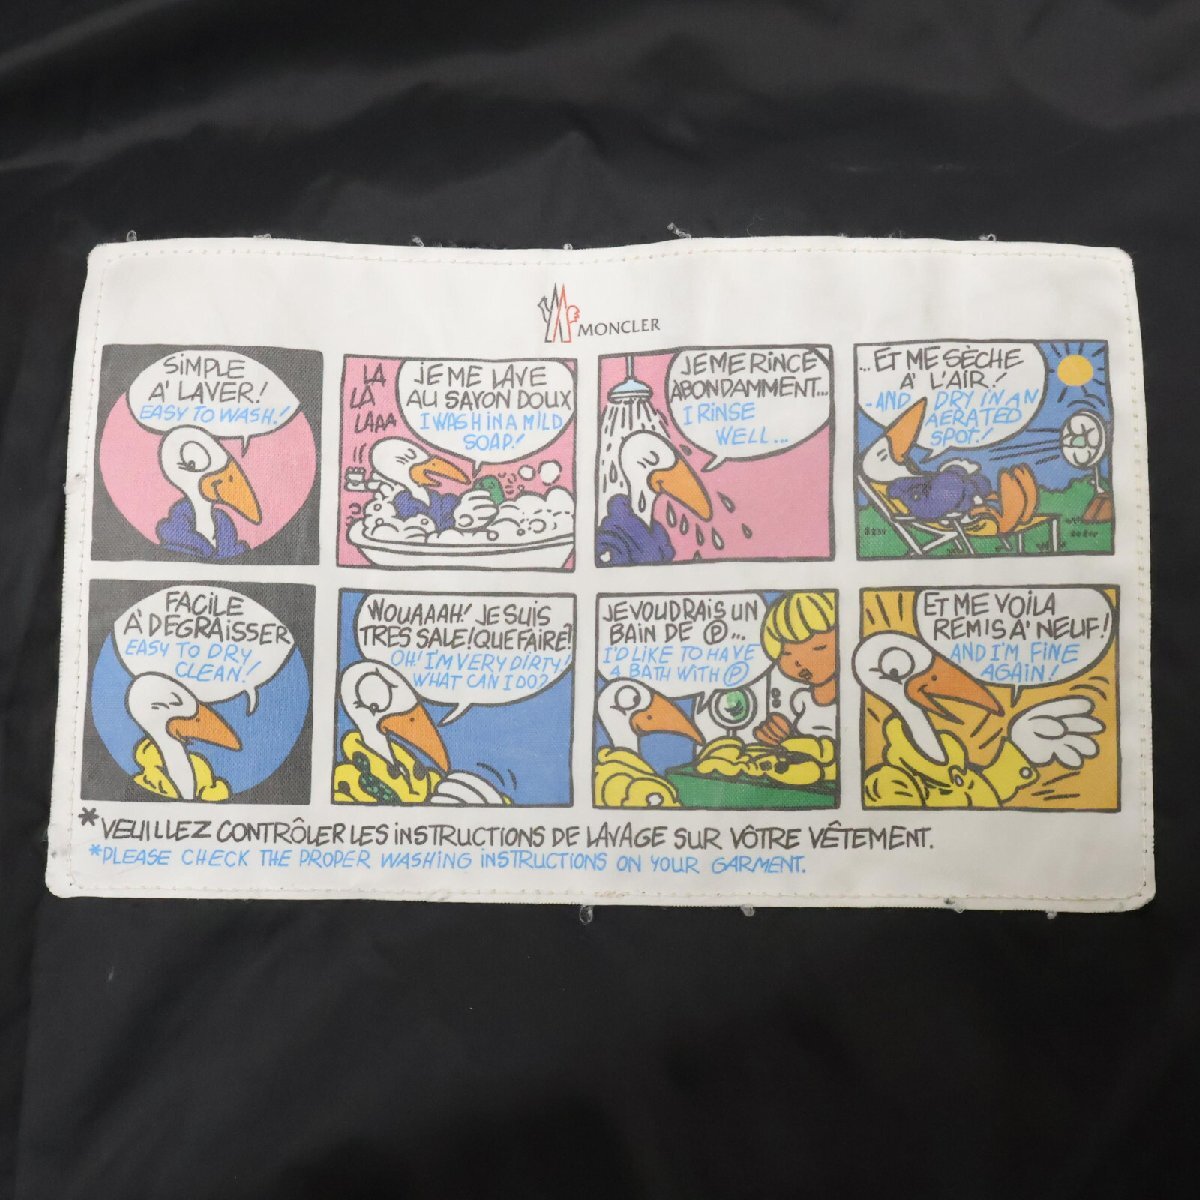 MONCLER
SIMPLE
A' LAVER!
EASY TO WASH!
LA
LA
LAAA
JE ME LAVE
AU SAVON DOUX
I WASH IN A MILD
SOAP!
JE ME RINCE
ABONDAMMENT...
I RINSE
WELL...
...ET ME SÈCHE
A' L'AIR!
..AND DRY IN AN
AERATED
SPOT!
FACILE
A' DÉGRAISSER
EASY TO DRY
CLEAN!
WOUAAAH! JE SUIS
TRES SALE! QUE FAIRE?
OH! I'M VERY DIRTY!
WHAT CAN I DO?
JE VOUDRAIS UN
BAIN DE Ⓟ...
I'D LIKE TO HAVE
A BATH WITH Ⓟ
ET ME VOILA
REMIS A' NEUF!
AND I'M FINE
AGAIN!
*VEUILLEZ CONTRÔLER LES INSTRUCTIONS DE LAVAGE SUR VÔTRE VÊTEMENT.
*PLEASE CHECK THE PROPER WASHING INSTRUCTIONS ON YOUR GARMENT.